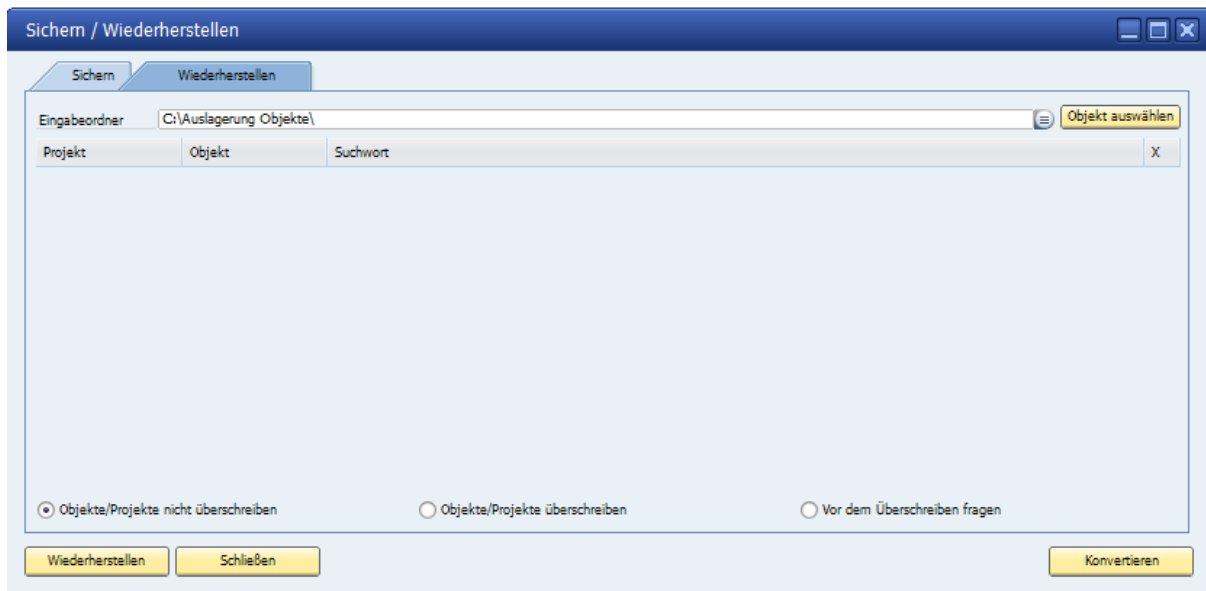 Sichern / Wiederherstellen
Sichern Wiederherstellen
Eingabeordner C:\Auslagerung Objekte\ Objekt auswählen
Projekt Objekt Suchwort X
Objekte/Projekte nicht überschreiben Objekte/Projekte überschreiben Vor dem Überschreiben fragen
Wiederherstellen Schließen Konvertieren